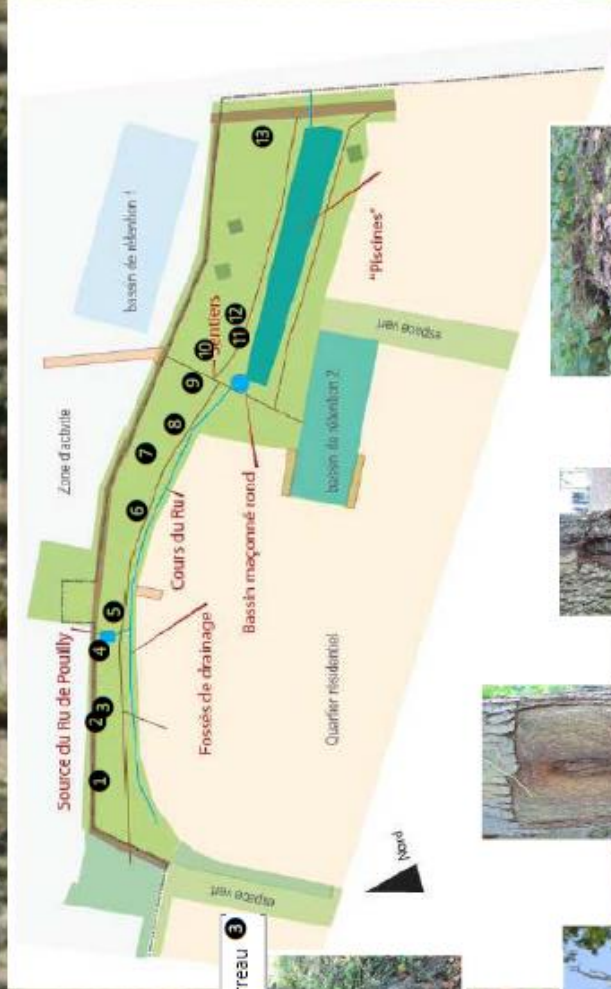 Zone d'activité
bassin de rétention 1
Source du Ru de Pouilly
1
2
3
4
5
6
7
8
9
10
11
12
13
Sentiers
"Piscines"
espace vert
bassin de rétention 2
Bassin maçonné rond
Cours du Ru
Fossés de drainage
Quartier résidentiel
espace vert
Nord
rreau 3